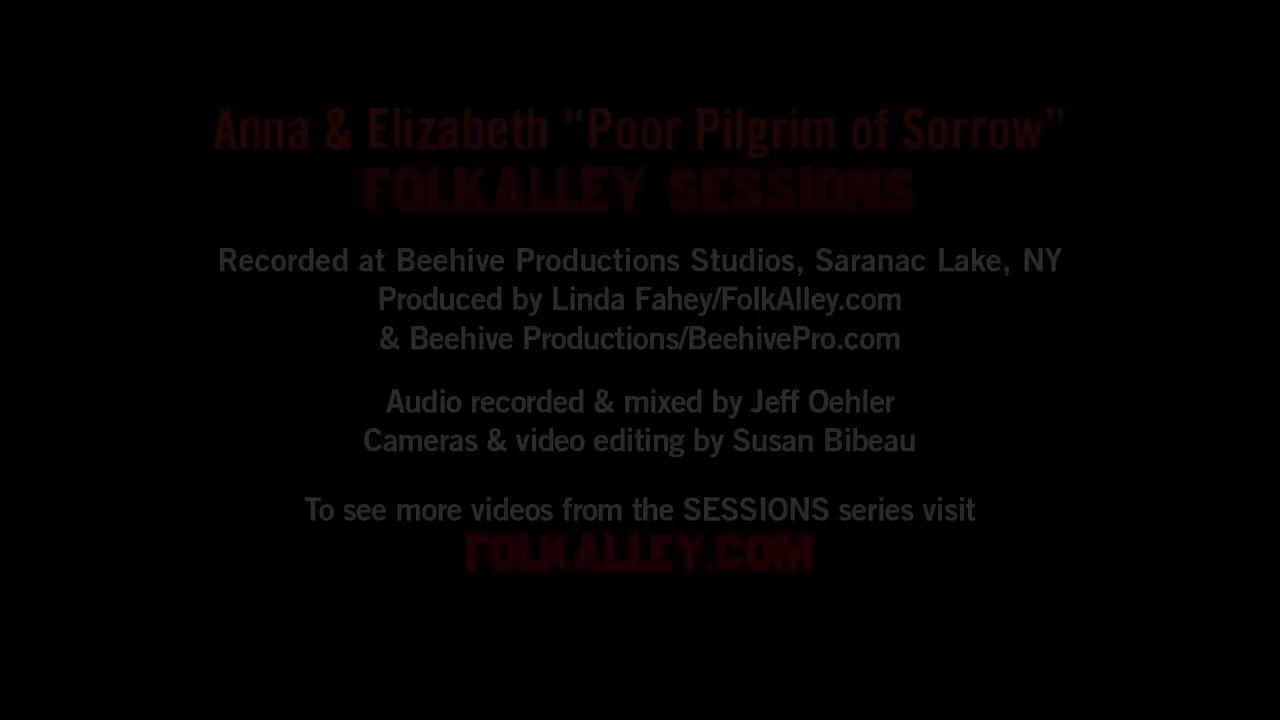 Anna & Elizabeth “Poor Pilgrim of Sorrow”
FOLKALLEY SESSIONS
Recorded at Beehive Productions Studios, Saranac Lake, NY
Produced by Linda Fahey/FolkAlley.com
& Beehive Productions/BeehivePro.com
Audio recorded & mixed by Jeff Oehler
Cameras & video editing by Susan Bibeau
To see more videos from the SESSIONS series visit
FOLKALLEY.COM